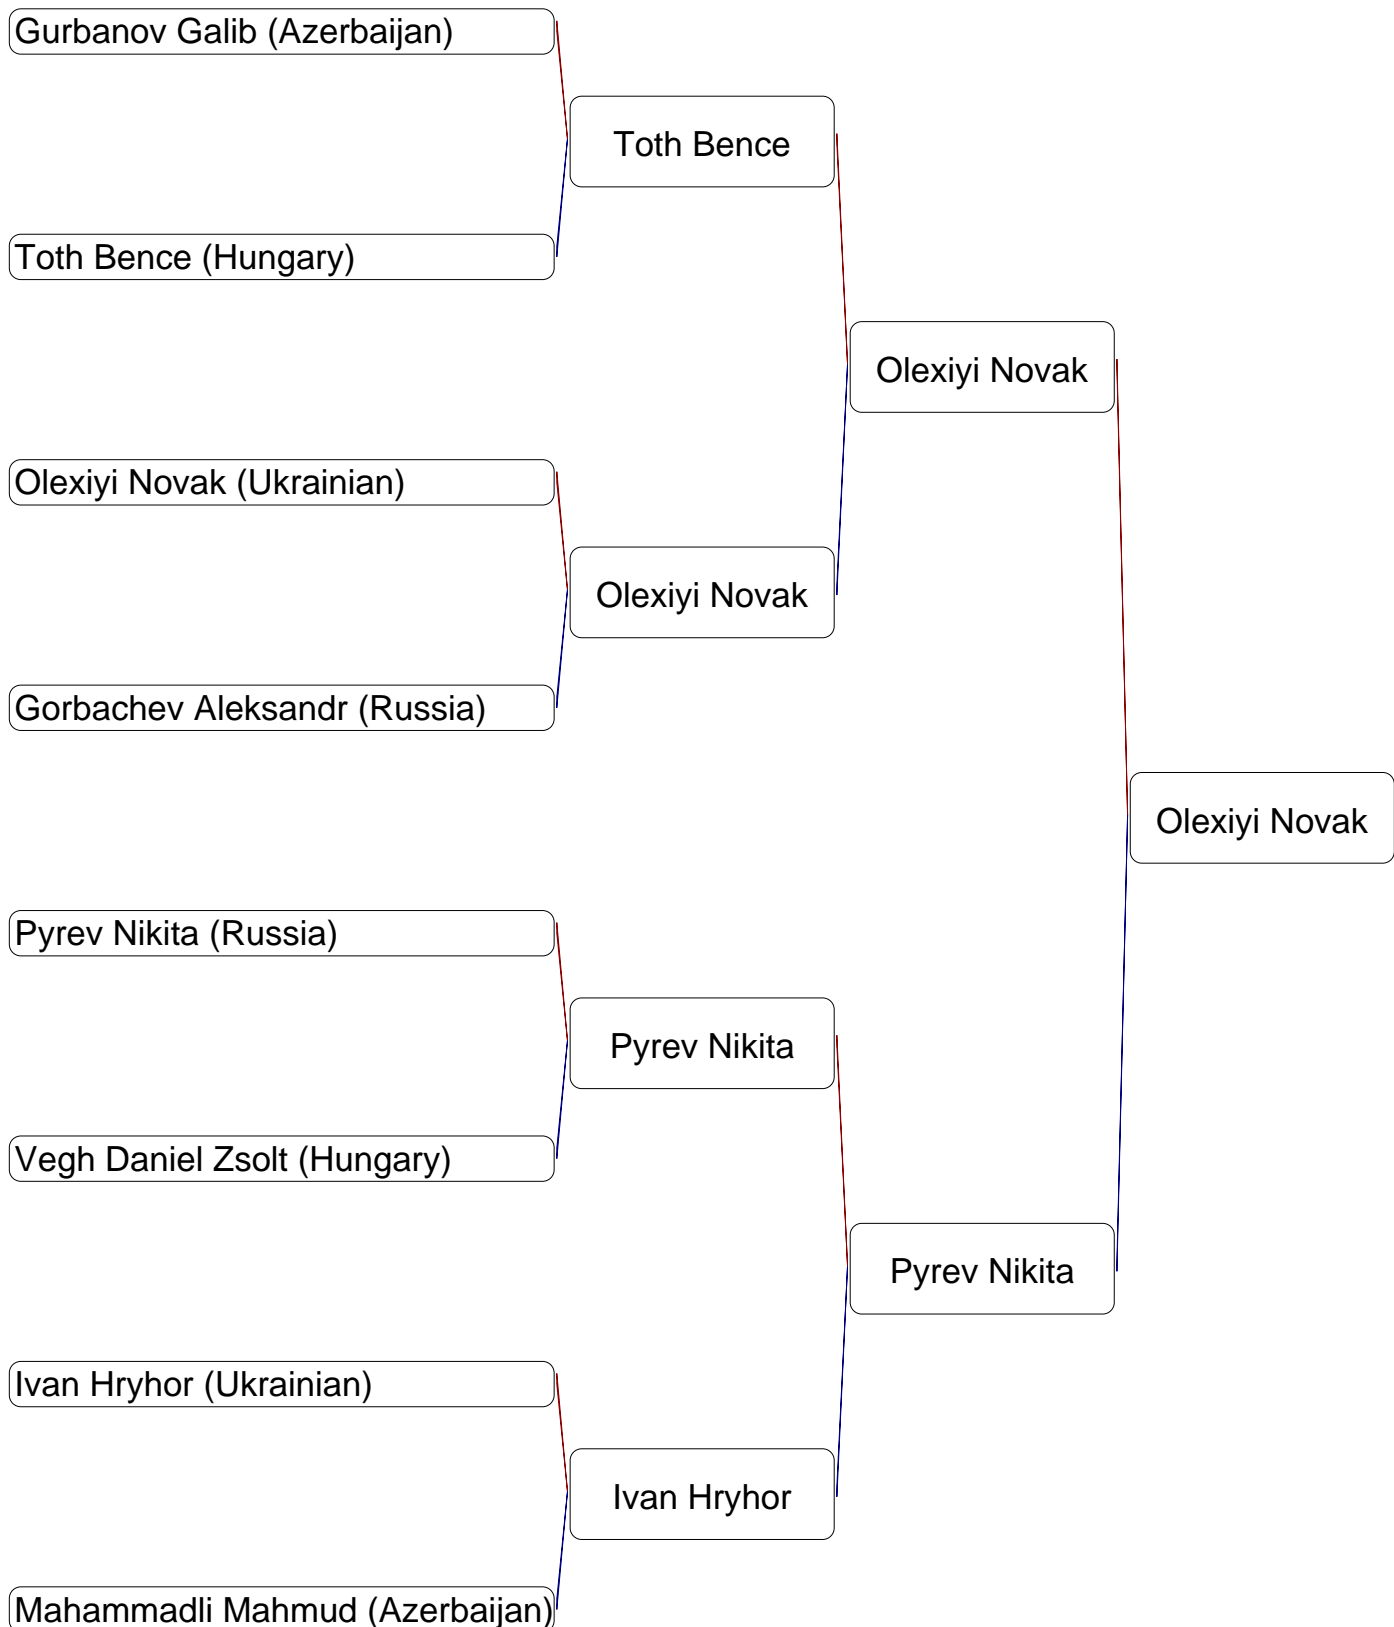 Gurbanov Galib (Azerbaijan)
Toth Bence
Toth Bence (Hungary)
Olexiyi Novak
Olexiyi Novak (Ukrainian)
Olexiyi Novak
Gorbachev Aleksandr (Russia)
Olexiyi Novak
Pyrev Nikita (Russia)
Pyrev Nikita
Vegh Daniel Zsolt (Hungary)
Pyrev Nikita
Ivan Hryhor (Ukrainian)
Ivan Hryhor
Mahammadli Mahmud (Azerbaijan)